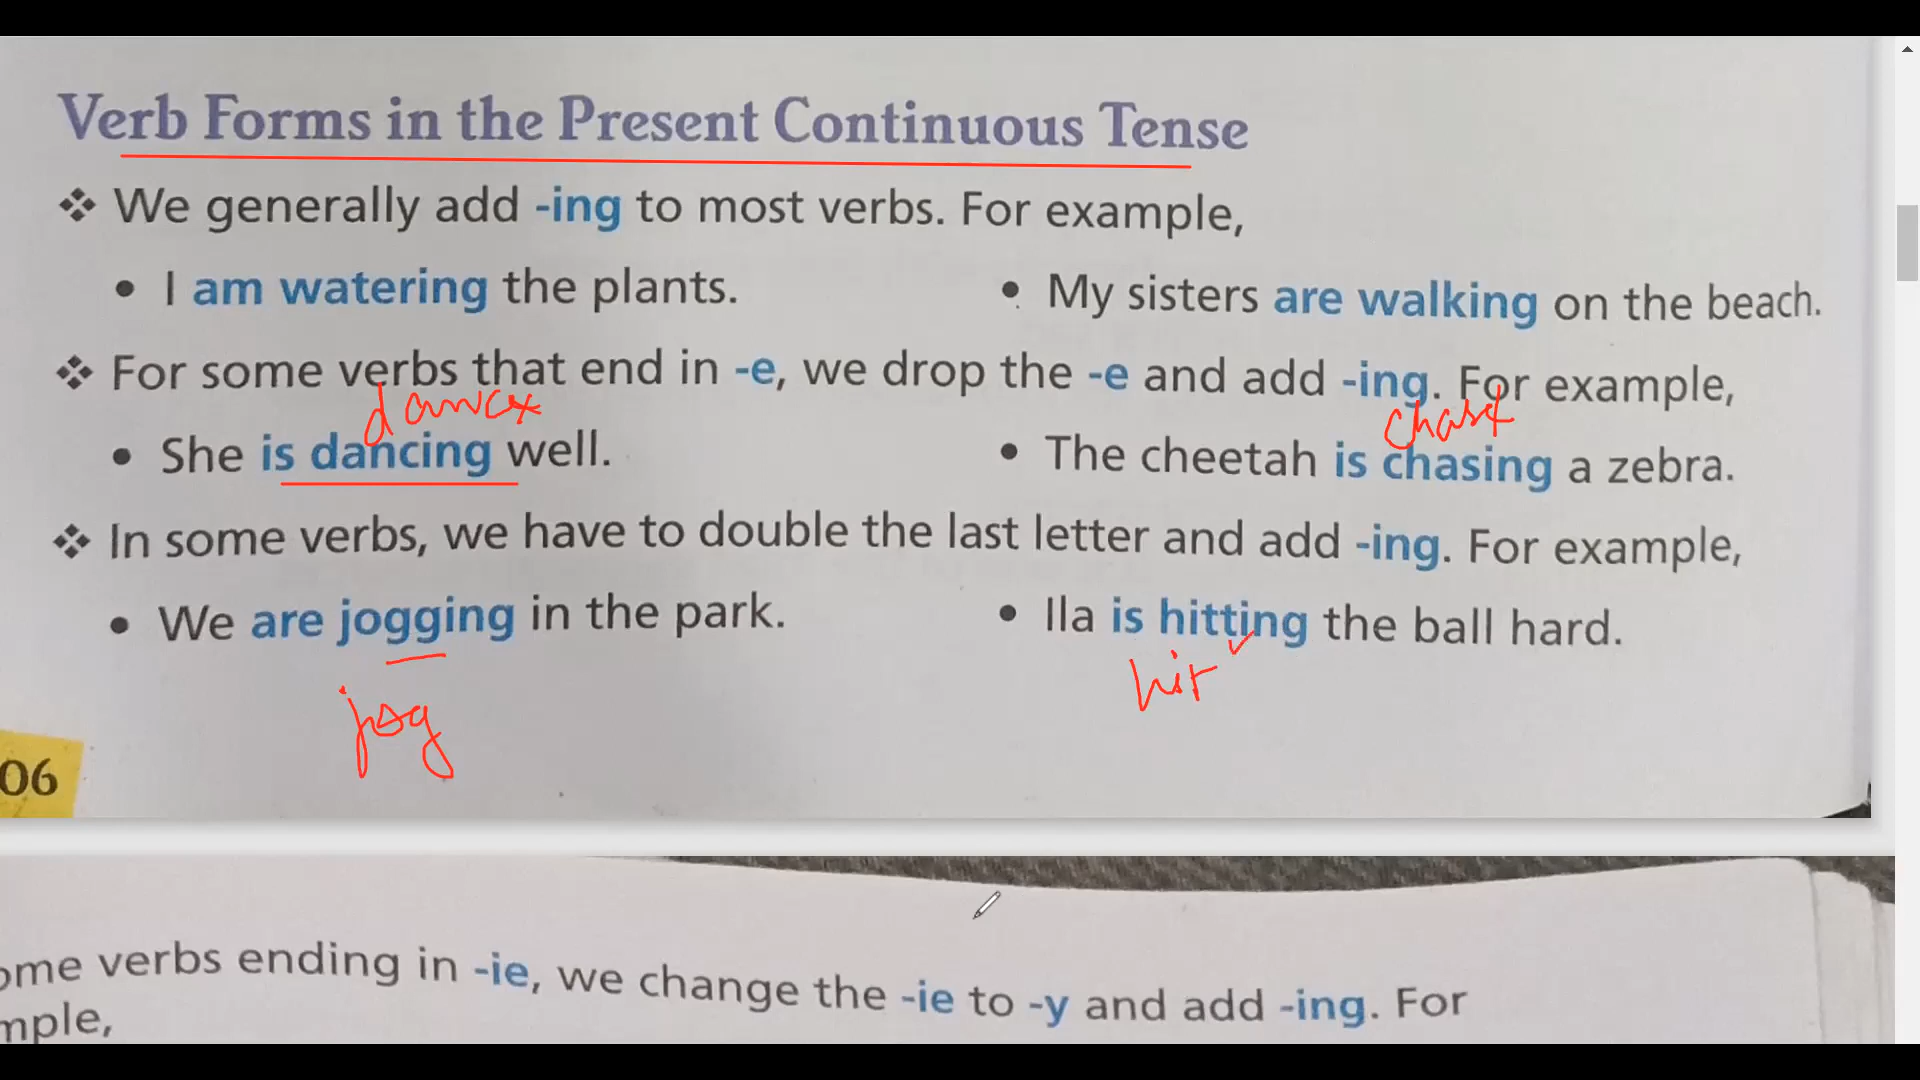 Verb Forms in the Present Continuous Tense
❖ We generally add -ing to most verbs. For example,
• I am watering the plants. • My sisters are walking on the beach.
❖ For some verbs that end in -e, we drop the -e and add -ing. For example,
dance chase
• She is dancing well. • The cheetah is chasing a zebra.
❖ In some verbs, we have to double the last letter and add -ing. For example,
• We are jogging in the park. • Ila is hitting the ball hard.
jog hit
06
ome verbs ending in -ie, we change the -ie to -y and add -ing. For
mple,